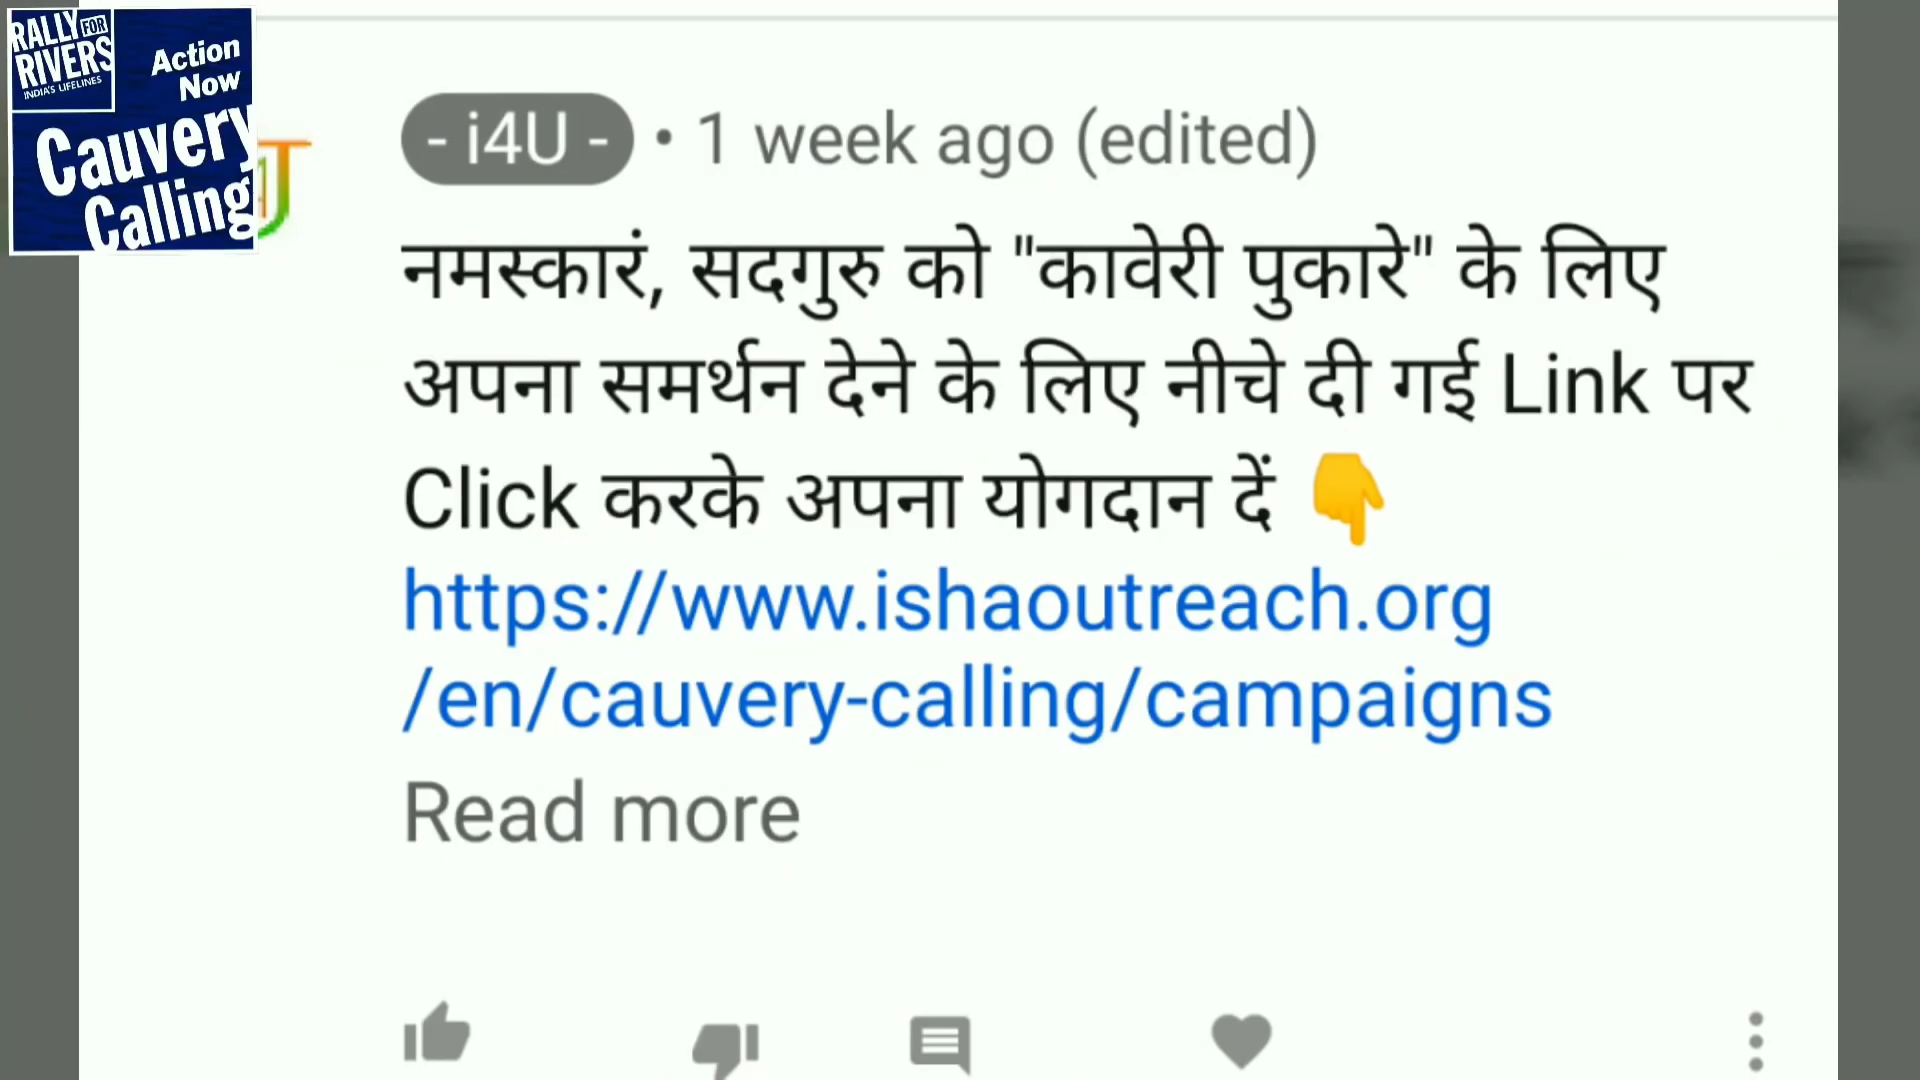 RALLY FOR
RIVERS
INDIA'S LIFELINES
Action
Now
Cauvery
Calling
- i4U - • 1 week ago (edited)
नमस्कारं, सदगुरु को "कावेरी पुकारे" के लिए
अपना समर्थन देने के लिए नीचे दी गई Link पर
Click करके अपना योगदान दें 👇
https://www.ishaoutreach.org
/en/cauvery-calling/campaigns
Read more